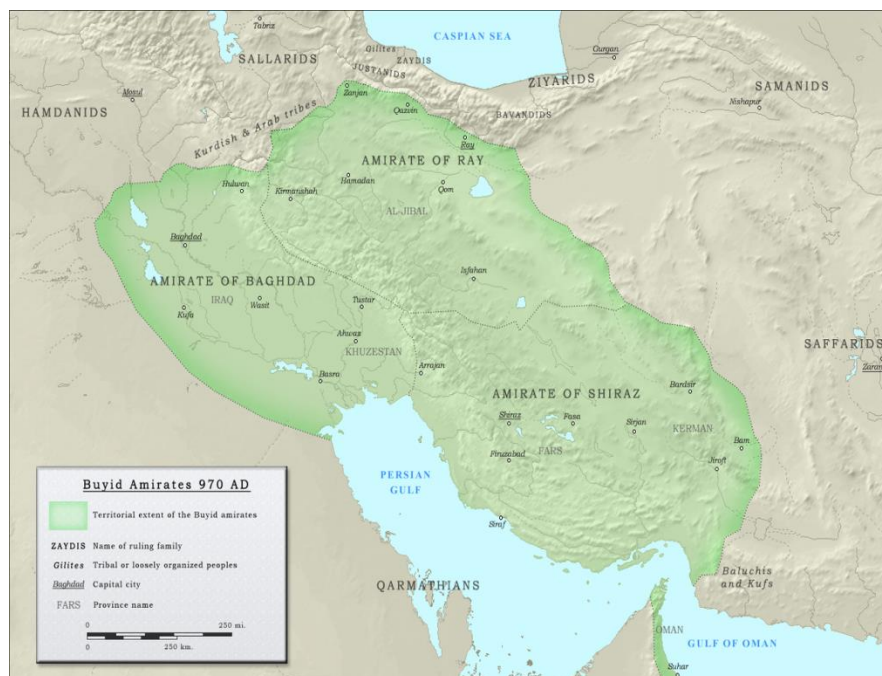 Tabriz
CASPIAN SEA
Gilites
ZAYDIS
SALLARIDS
JUSTANIDS
Gurgan
ZIYARIDS
SAMANIDS
Mosul
Zanjan
HAMDANIDS
Qazvin
Nishapur
BAVANDIDS
Kurdish & Arab tribes
Ray
AMIRATE OF RAY
Hulwan
Hamadan
Kirmanshah
Qom
AL-JIBAL
Baghdad
Isfahan
AMIRATE OF BAGHDAD
IRAQ
Wasit
Tustar
Kufa
Ahwaz
KHUZESTAN
SAFFARIDS
Arrajan
Basra
Bardsir
AMIRATE OF SHIRAZ
Shiraz
Fasa
Sirjan
KERMAN
FARS
Bam
Firuzabad
Jiroft
PERSIAN
GULF
Siraf
Baluchis
and Kufs
QARMATHIANS
OMAN
GULF OF OMAN
Suhar
Buyid Amirates 970 AD
Territorial extent of the Buyid amirates
ZAYDIS Name of ruling family
Gilites Tribal or loosely organized peoples
Baghdad Capital city
FARS Province name
0 250 mi.
0 250 km.